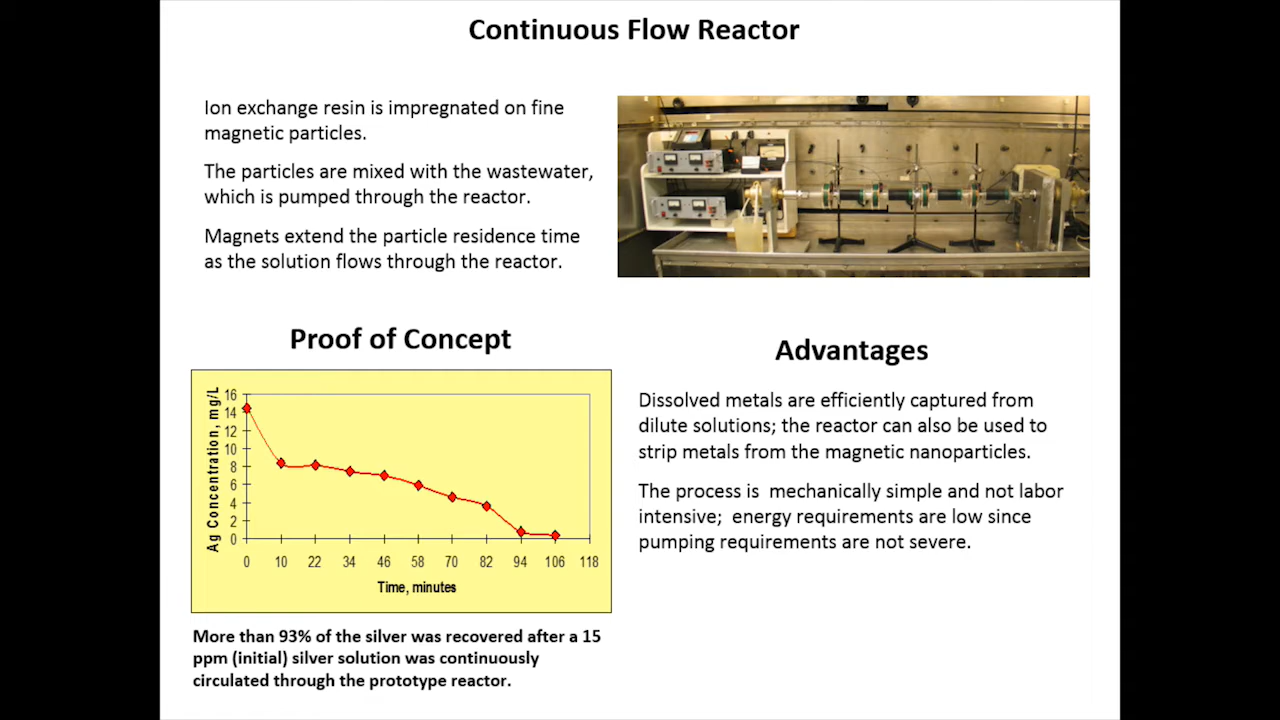 Continuous Flow Reactor
Ion exchange resin is impregnated on fine
magnetic particles.
The particles are mixed with the wastewater,
which is pumped through the reactor.
Magnets extend the particle residence time
as the solution flows through the reactor.
Proof of Concept
Ag Concentration, mg/L
16
14
12
10
8
6
4
2
0
0 10 22 34 46 58 70 82 94 106 118
Time, minutes
More than 93% of the silver was recovered after a 15
ppm (initial) silver solution was continuously
circulated through the prototype reactor.
Advantages
Dissolved metals are efficiently captured from
dilute solutions; the reactor can also be used to
strip metals from the magnetic nanoparticles.
The process is  mechanically simple and not labor
intensive;  energy requirements are low since
pumping requirements are not severe.